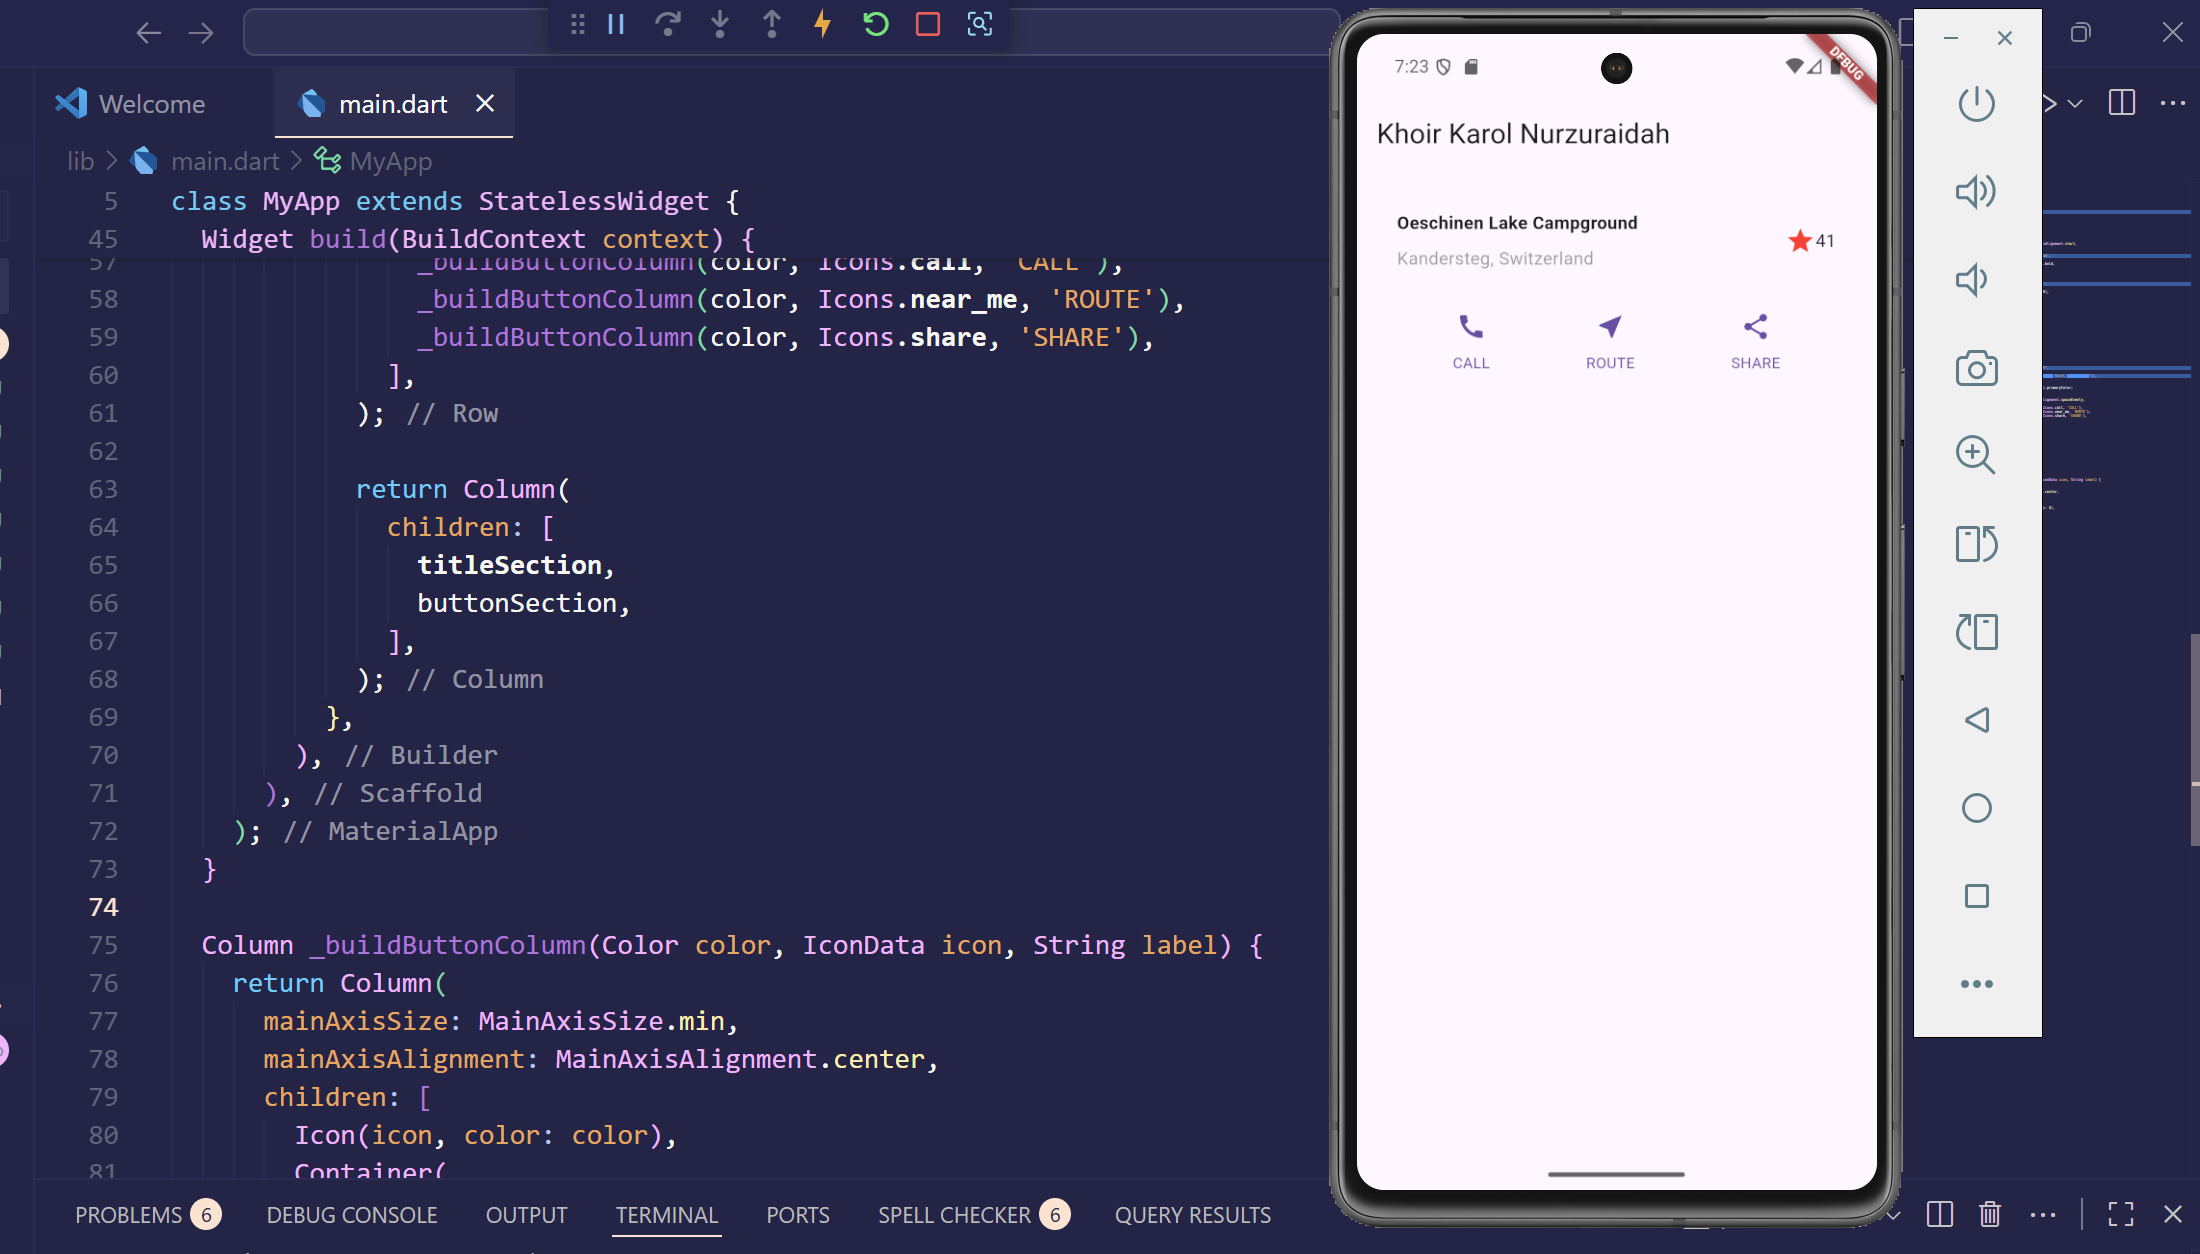 Welcome
main.dart
lib > main.dart > MyApp
5 class MyApp extends StatelessWidget {
45 Widget build(BuildContext context) {
57 _buildButtonColumn(color, Icons.call, 'CALL'),
58 _buildButtonColumn(color, Icons.near_me, 'ROUTE'),
59 _buildButtonColumn(color, Icons.share, 'SHARE'),
60 ],
61 ); // Row
62
63 return Column(
64 children: [
65 titleSection,
66 buttonSection,
67 ],
68 ); // Column
69 },
70 ), // Builder
71 ), // Scaffold
72 ); // MaterialApp
73 }
74
75 Column _buildButtonColumn(Color color, IconData icon, String label) {
76 return Column(
77 mainAxisSize: MainAxisSize.min,
78 mainAxisAlignment: MainAxisAlignment.center,
79 children: [
80 Icon(icon, color: color),
81 Container(
PROBLEMS 6 DEBUG CONSOLE OUTPUT TERMINAL PORTS SPELL CHECKER 6 QUERY RESULTS
7:23
DEBUG
Khoir Karol Nurzuraidah
Oeschinen Lake Campground
41
Kandersteg, Switzerland
CALL ROUTE SHARE